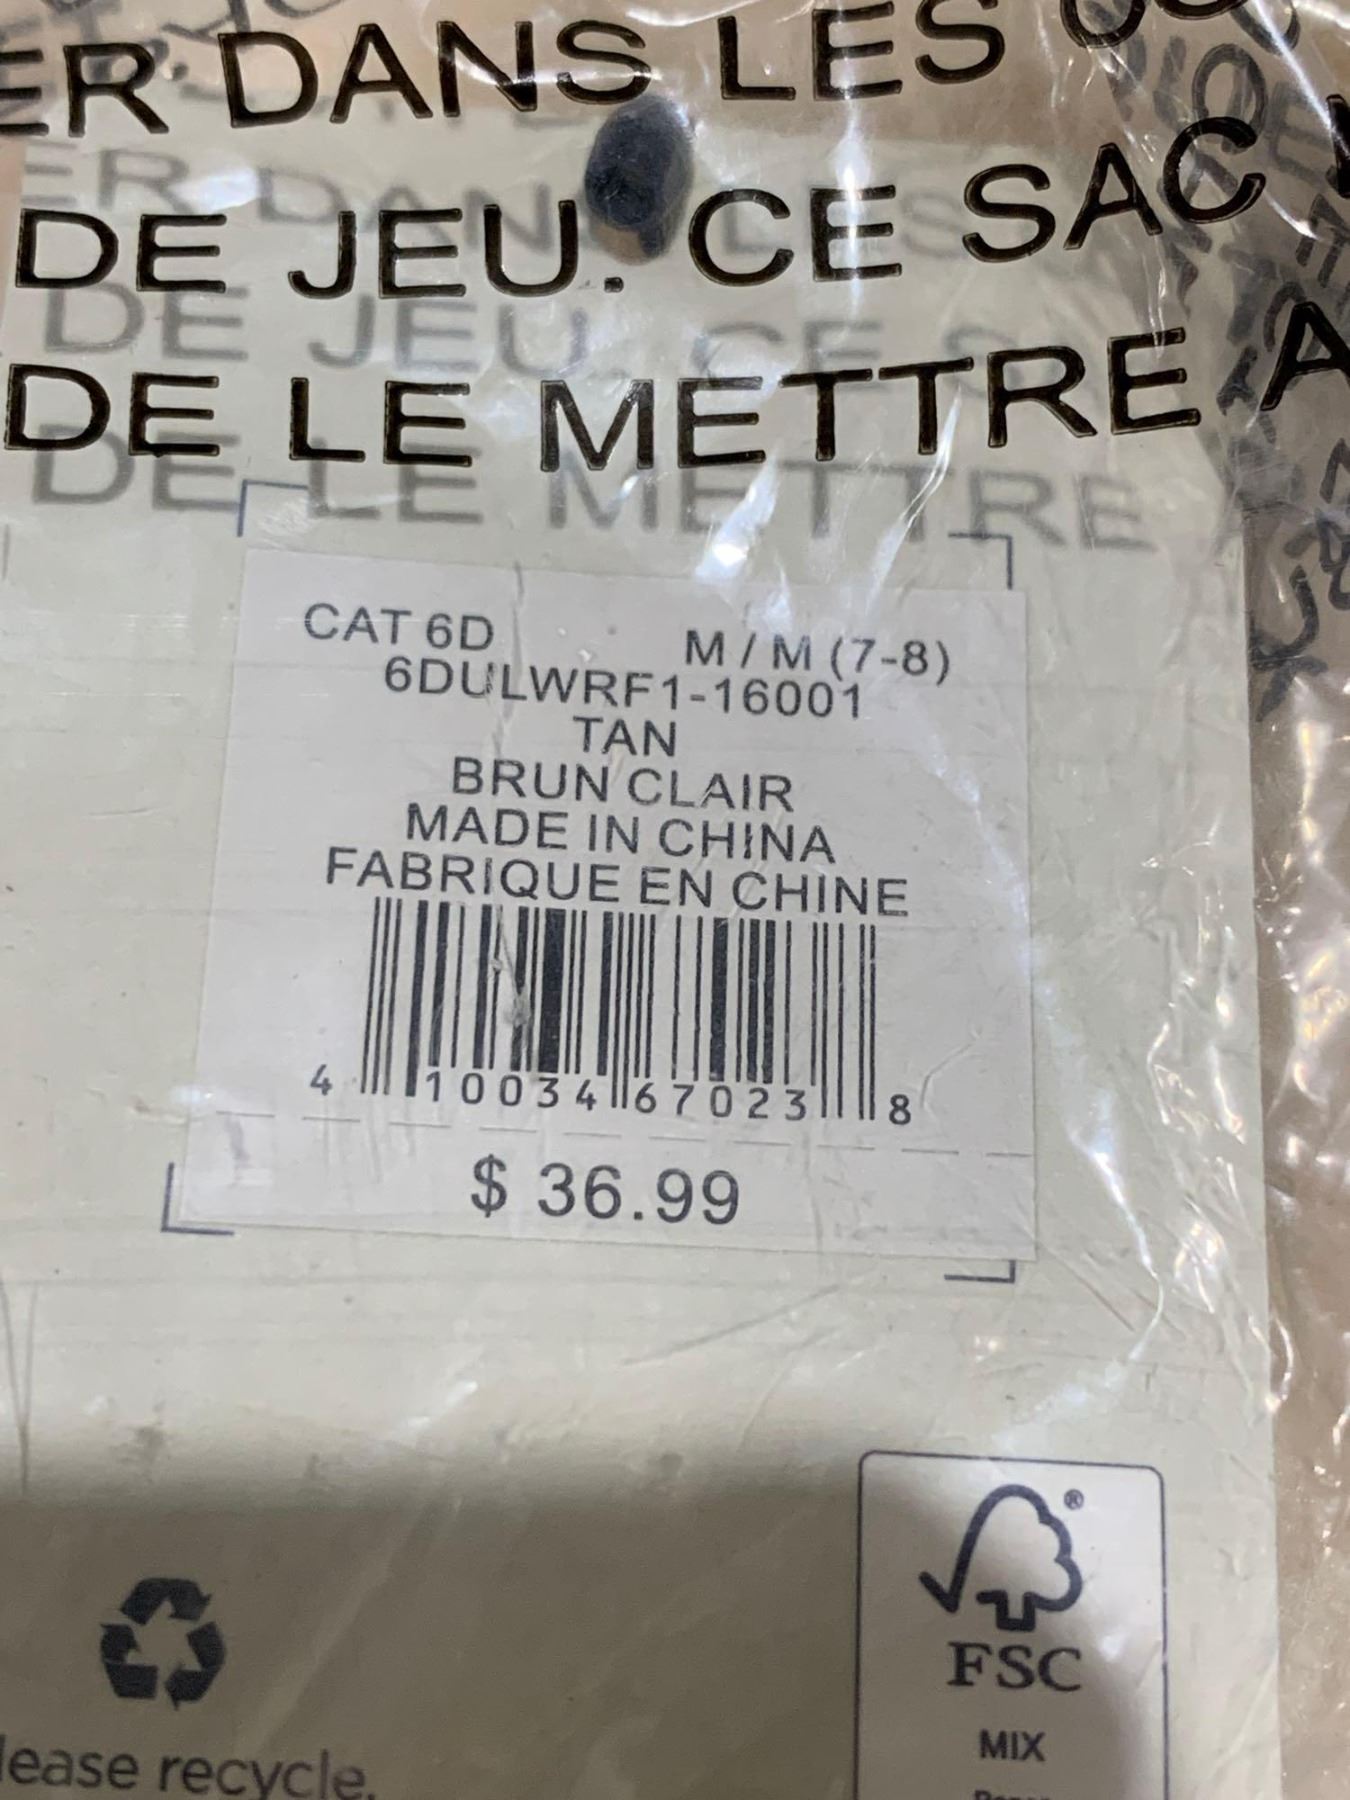 ER DANS LES
DE JEU. CE SAC
DE LE METTRE A
CAT 6D M / M (7-8)
6DULWRF1-16001
TAN
BRUN CLAIR
MADE IN CHINA
FABRIQUE EN CHINE
4 10034 67023 8
$ 36.99
FSC®
MIX
lease recycle.